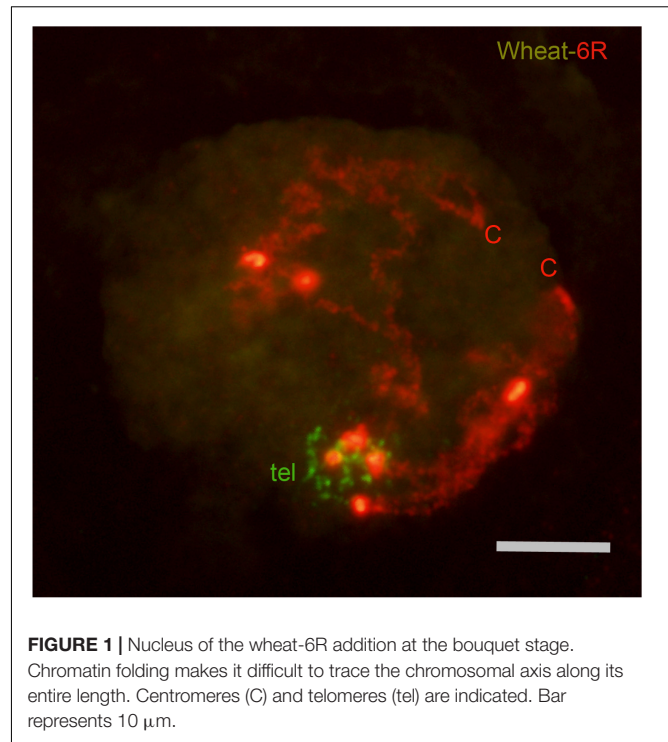 Wheat-6R
C
C
tel
FIGURE 1 | Nucleus of the wheat-6R addition at the bouquet stage.
Chromatin folding makes it difficult to trace the chromosomal axis along its
entire length. Centromeres (C) and telomeres (tel) are indicated. Bar
represents 10 μm.